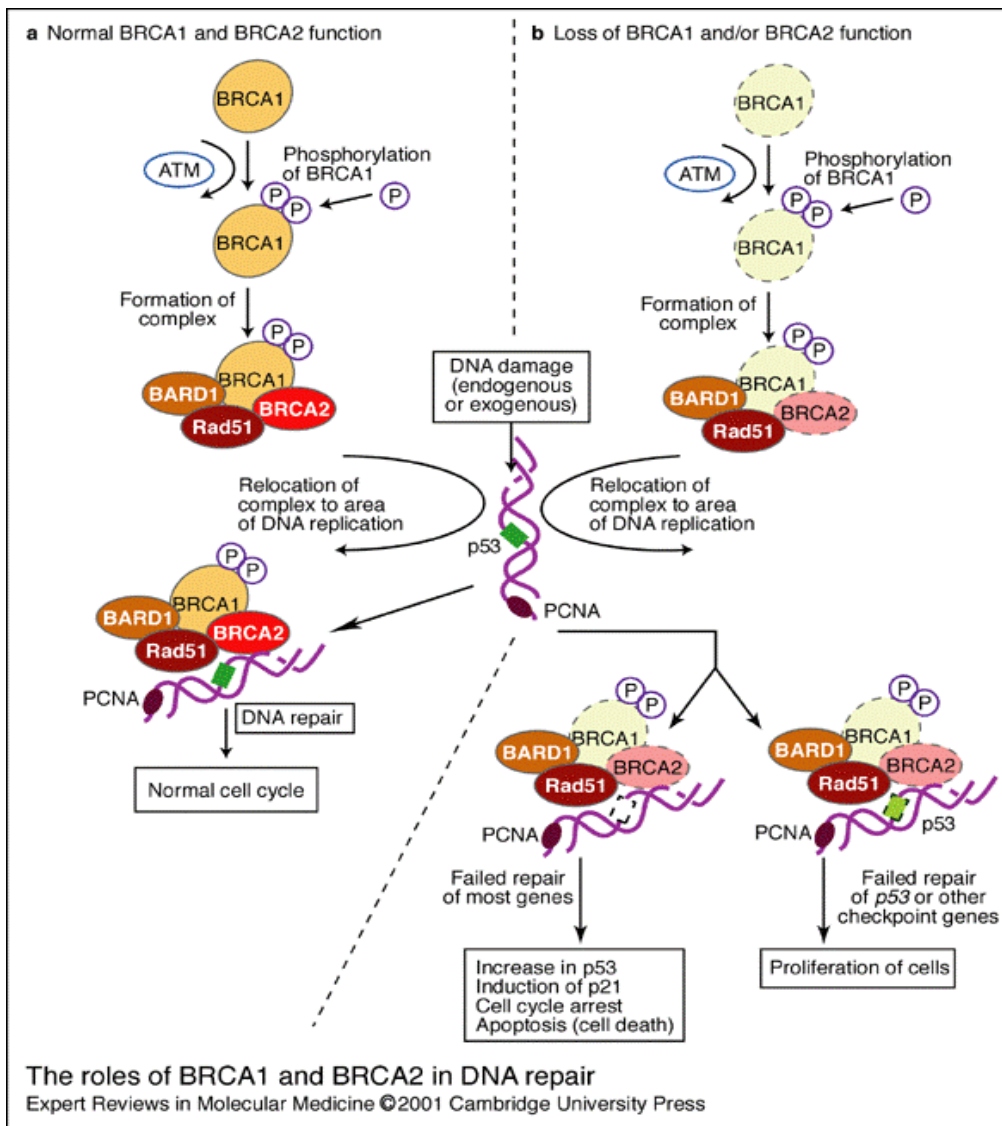 a Normal BRCA1 and BRCA2 function
BRCA1
ATM
Phosphorylation
of BRCA1
P
P
P
BRCA1
Formation of
complex
P
P
BRCA1
BARD1
BRCA2
Rad51
Relocation of
complex to area
of DNA replication
P
P
BRCA1
BARD1
BRCA2
Rad51
PCNA
DNA repair
Normal cell cycle
DNA damage
(endogenous
or exogenous)
p53
PCNA
b Loss of BRCA1 and/or BRCA2 function
BRCA1
ATM
Phosphorylation
of BRCA1
P
P
P
BRCA1
Formation of
complex
P
P
BRCA1
BARD1
BRCA2
Rad51
Relocation of
complex to area
of DNA replication
P
P
BRCA1
BARD1
BRCA2
Rad51
PCNA
Failed repair
of most genes
Increase in p53
Induction of p21
Cell cycle arrest
Apoptosis (cell death)
P
P
BRCA1
BARD1
BRCA2
Rad51
p53
PCNA
Failed repair
of p53 or other
checkpoint genes
Proliferation of cells
The roles of BRCA1 and BRCA2 in DNA repair
Expert Reviews in Molecular Medicine ©2001 Cambridge University Press